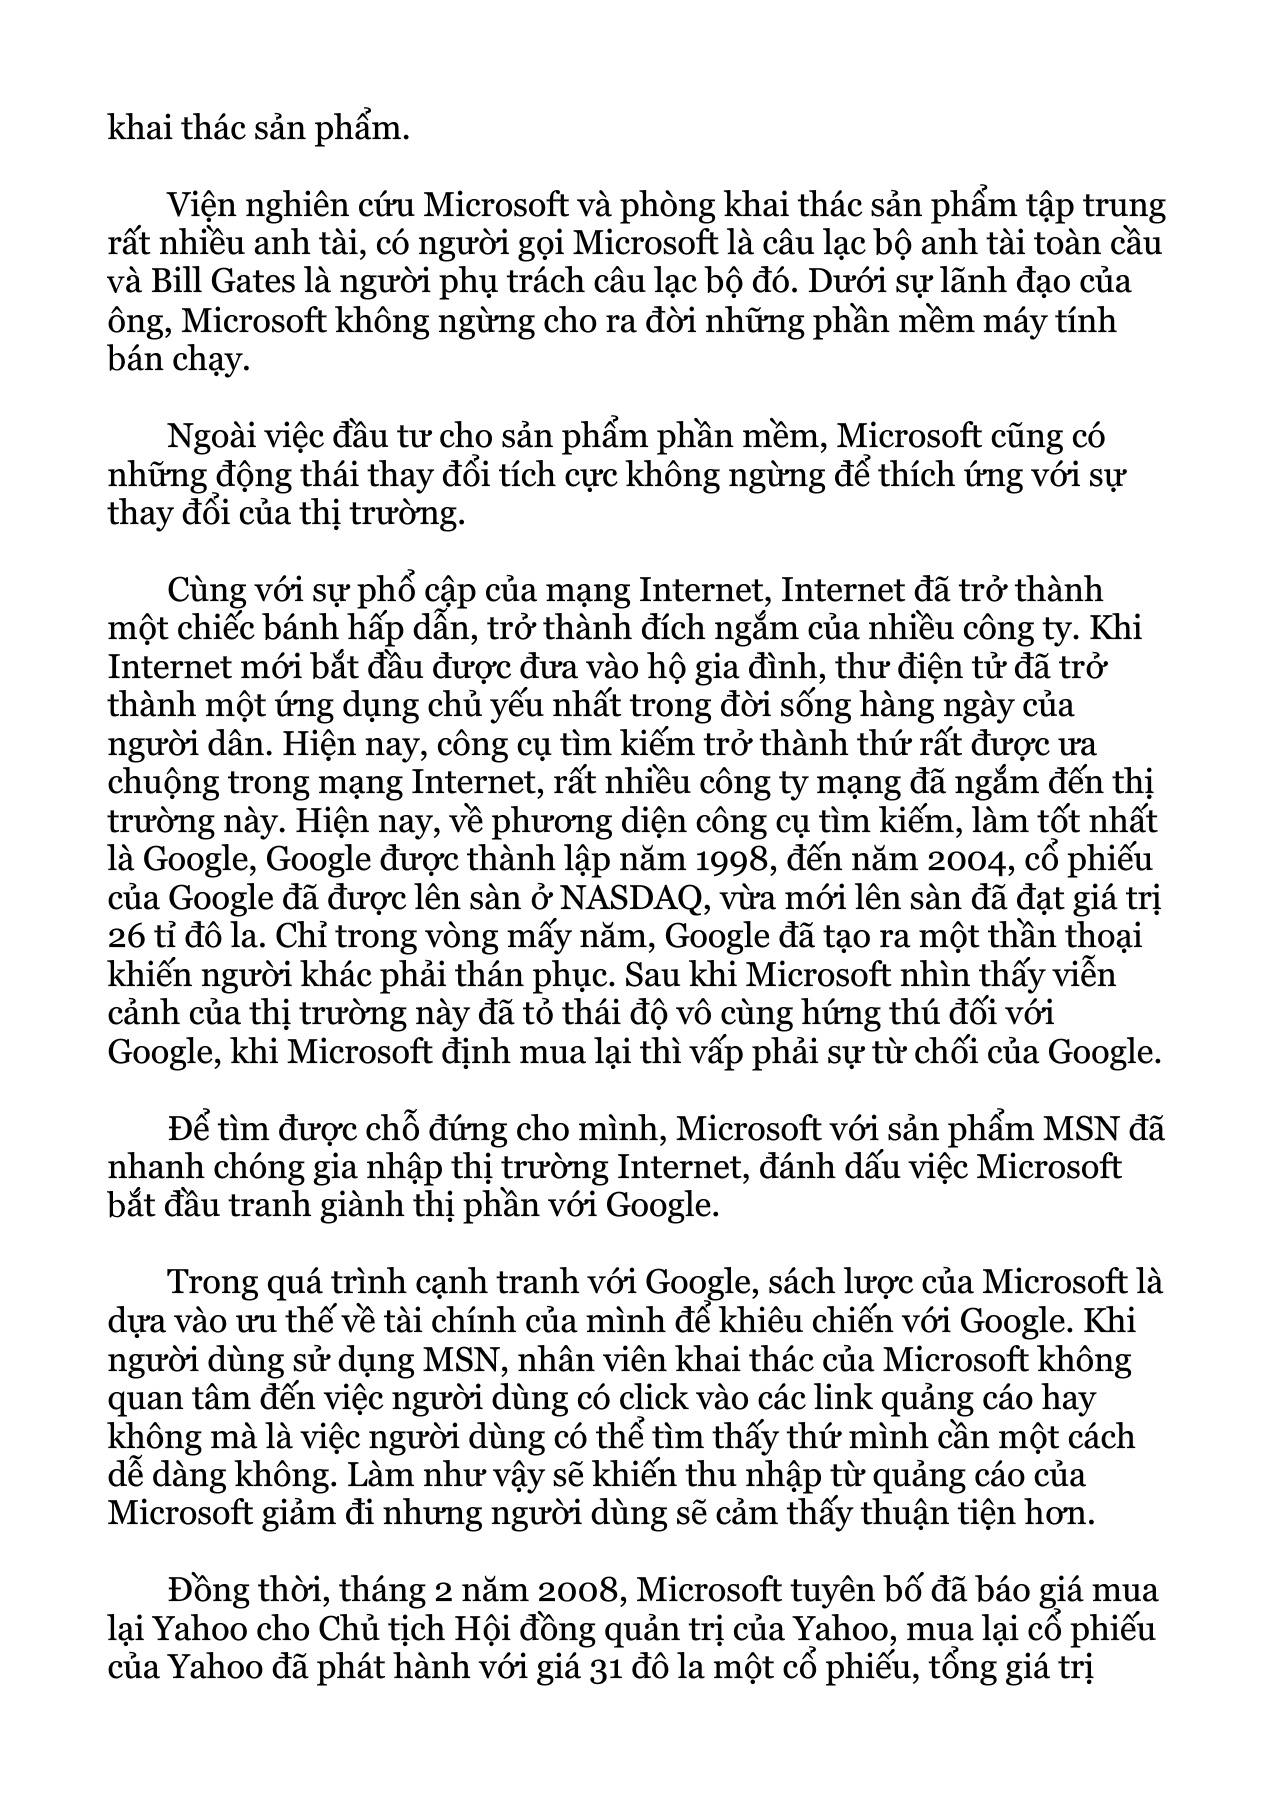 khai thác sản phẩm.
Viện nghiên cứu Microsoft và phòng khai thác sản phẩm tập trung
rất nhiều anh tài, có người gọi Microsoft là câu lạc bộ anh tài toàn cầu
và Bill Gates là người phụ trách câu lạc bộ đó. Dưới sự lãnh đạo của
ông, Microsoft không ngừng cho ra đời những phần mềm máy tính
bán chạy.
Ngoài việc đầu tư cho sản phẩm phần mềm, Microsoft cũng có
những động thái thay đổi tích cực không ngừng để thích ứng với sự
thay đổi của thị trường.
Cùng với sự phổ cập của mạng Internet, Internet đã trở thành
một chiếc bánh hấp dẫn, trở thành đích ngắm của nhiều công ty. Khi
Internet mới bắt đầu được đưa vào hộ gia đình, thư điện tử đã trở
thành một ứng dụng chủ yếu nhất trong đời sống hàng ngày của
người dân. Hiện nay, công cụ tìm kiếm trở thành thứ rất được ưa
chuộng trong mạng Internet, rất nhiều công ty mạng đã ngắm đến thị
trường này. Hiện nay, về phương diện công cụ tìm kiếm, làm tốt nhất
là Google, Google được thành lập năm 1998, đến năm 2004, cổ phiếu
của Google đã được lên sàn ở NASDAQ, vừa mới lên sàn đã đạt giá trị
26 tỉ đô la. Chỉ trong vòng mấy năm, Google đã tạo ra một thần thoại
khiến người khác phải thán phục. Sau khi Microsoft nhìn thấy viễn
cảnh của thị trường này đã tỏ thái độ vô cùng hứng thú đối với
Google, khi Microsoft định mua lại thì vấp phải sự từ chối của Google.
Để tìm được chỗ đứng cho mình, Microsoft với sản phẩm MSN đã
nhanh chóng gia nhập thị trường Internet, đánh dấu việc Microsoft
bắt đầu tranh giành thị phần với Google.
Trong quá trình cạnh tranh với Google, sách lược của Microsoft là
dựa vào ưu thế về tài chính của mình để khiêu chiến với Google. Khi
người dùng sử dụng MSN, nhân viên khai thác của Microsoft không
quan tâm đến việc người dùng có click vào các link quảng cáo hay
không mà là việc người dùng có thể tìm thấy thứ mình cần một cách
dễ dàng không. Làm như vậy sẽ khiến thu nhập từ quảng cáo của
Microsoft giảm đi nhưng người dùng sẽ cảm thấy thuận tiện hơn.
Đồng thời, tháng 2 năm 2008, Microsoft tuyên bố đã báo giá mua
lại Yahoo cho Chủ tịch Hội đồng quản trị của Yahoo, mua lại cổ phiếu
của Yahoo đã phát hành với giá 31 đô la một cổ phiếu, tổng giá trị